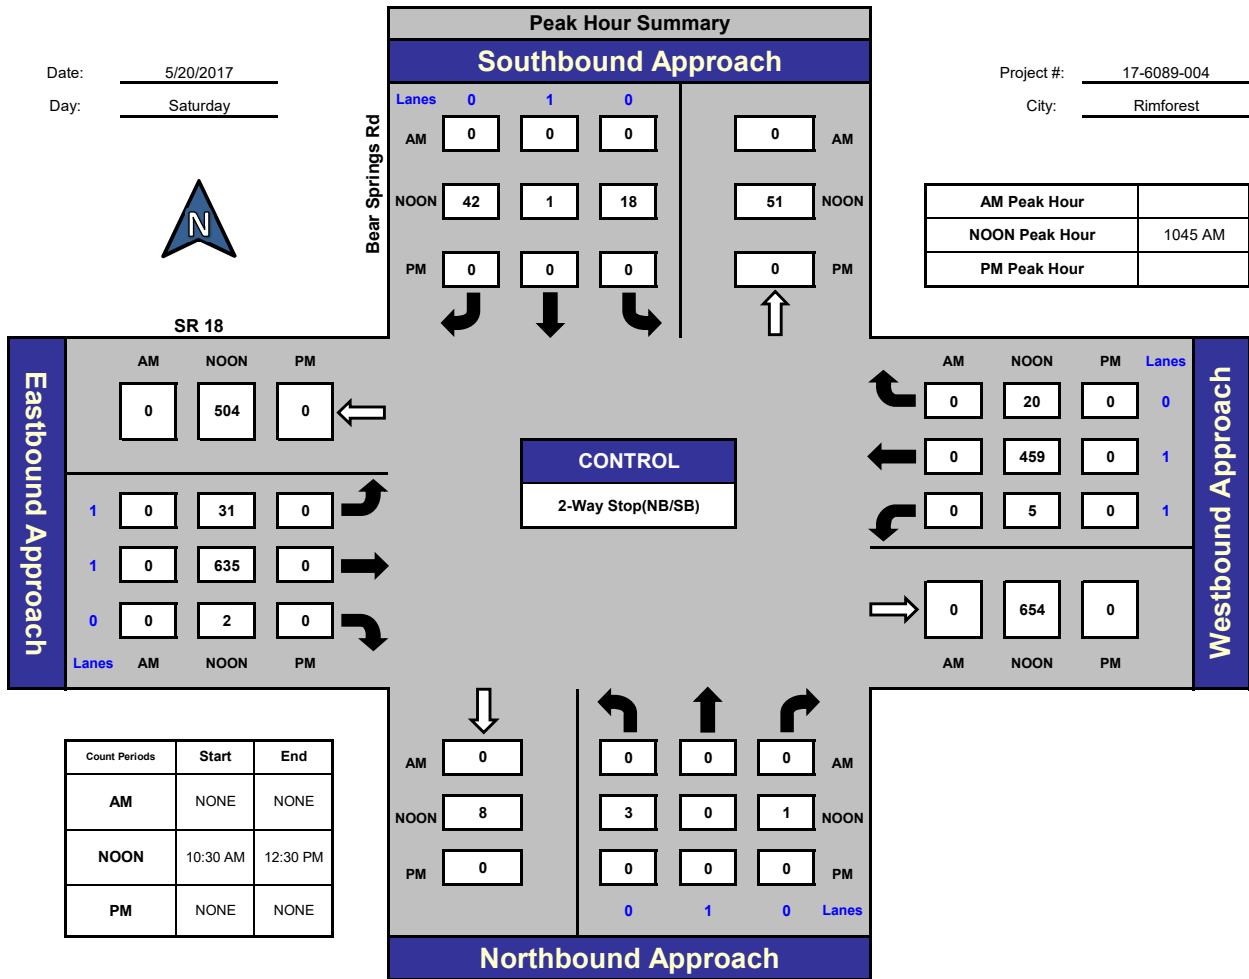 Peak Hour Summary
Southbound Approach
Date: 5/20/2017
Day: Saturday
Project #: 17-6089-004
City: Rimforest
N
Bear Springs Rd
Lanes 0 1 0
AM 0 0 0 0 AM
NOON 42 1 18 51 NOON
PM 0 0 0 0 PM
AM Peak Hour
NOON Peak Hour 1045 AM
PM Peak Hour
SR 18
Eastbound Approach
AM NOON PM
0 504 0
1 0 31 0
1 0 635 0
0 0 2 0
Lanes AM NOON PM
CONTROL
2-Way Stop(NB/SB)
AM NOON PM Lanes
0 20 0 0
0 459 0 1
0 5 0 1
0 654 0
AM NOON PM
Westbound Approach
Count Periods Start End
AM NONE NONE
NOON 10:30 AM 12:30 PM
PM NONE NONE
AM 0 0 0 0 AM
NOON 8 3 0 1 NOON
PM 0 0 0 0 PM
0 1 0 Lanes
Northbound Approach